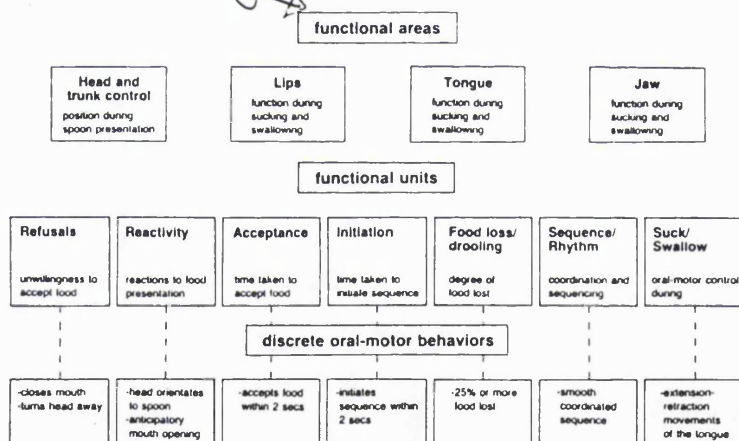 functional areas
Head and
trunk control
position during
spoon presentation
Lips
function during
sucking and
swallowing
Tongue
function during
sucking and
swallowing
Jaw
function during
sucking and
swallowing
functional units
Refusals
unwillingness to
accept food
Reactivity
reactions to food
presentation
Acceptance
time taken to
accept food
Initiation
time taken to
initiate sequence
Food loss/
drooling
degree of
food lost
Sequence/
Rhythm
coordination and
sequencing
Suck/
Swallow
oral-motor control
during
discrete oral-motor behaviors
-closes mouth
-turns head away
-head orientates
to spoon
-anticipatory
mouth opening
-accepts food
within 2 secs
-initiates
sequence within
2 secs
-25% or more
food lost
-smooth
coordinated
sequence
-extension-
retraction
movements
of the tongue